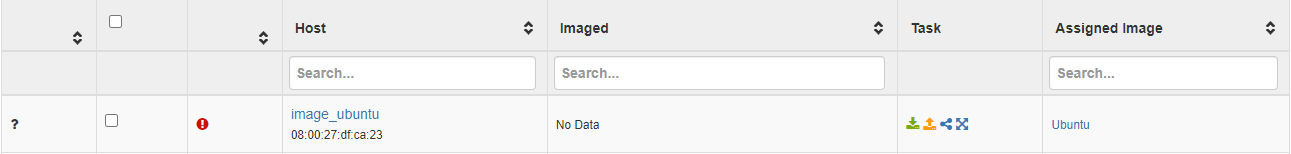 Host Imaged Task Assigned Image
Search... Search... Search...
? image_ubuntu No Data Ubuntu
08:00:27:df:ca:23